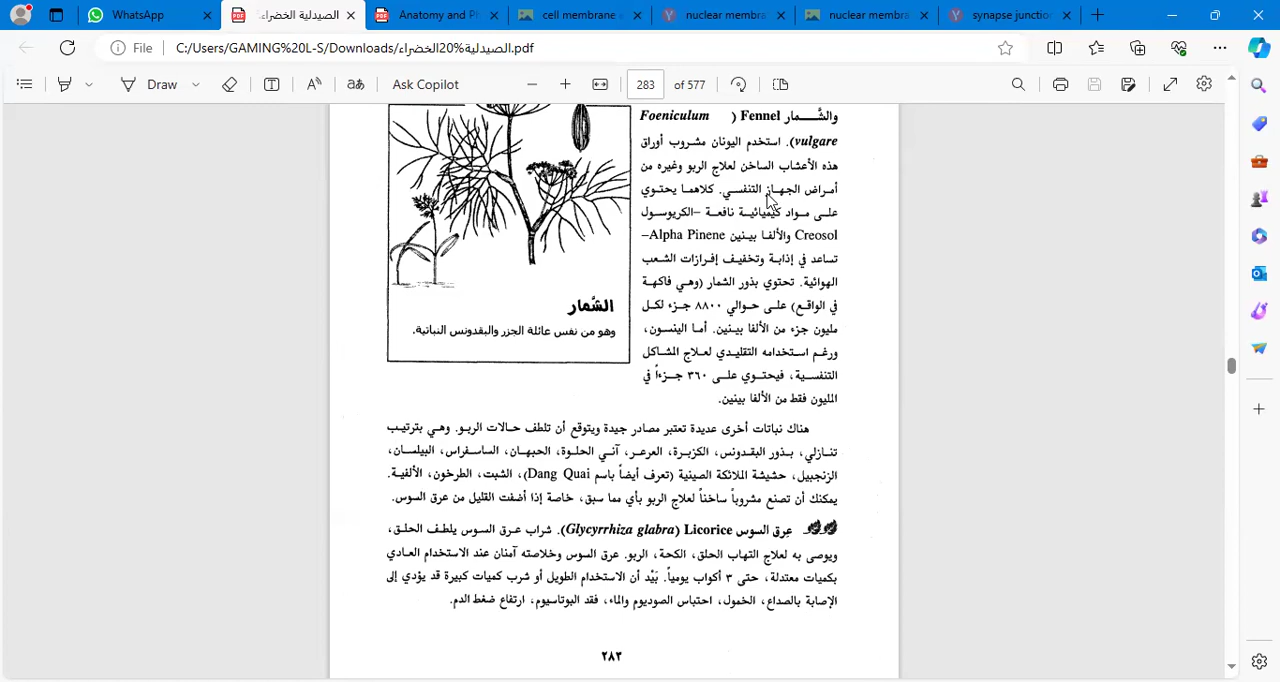 WhatsApp
الصيدلية الخضراء
Anatomy and Ph
cell membrane
nuclear membra
nuclear membra
synapse junctio
File
C:/Users/GAMING%20L-S/Downloads/الصيدلية%20الخضراء.pdf
Draw
Ask Copilot
283 of 577
والشَّمار Fennel (Foeniculum
vulgare). استخدم اليونان مشروب أوراق
هذه الأعشاب الساخن لعلاج الربو وغيره من
أمراض الجهاز التنفسي. كلاهما يحتوي
على مواد كيميائية نافعة –الكريوسول
Creosol والألفا بينين Alpha Pinene–
تساعد في إذابة وتخفيف إفرازات الشعب
الهوائية. تحتوي بذور الشمار (وهي فاكهة
في الواقع) على حوالي ٨٨٠٠ جزء لكل
مليون جزء من الألفا بينين. أما الينسون،
ورغم استخدامه التقليدي لعلاج المشاكل
التنفسية، فيحتوي على ٣٦٠ جزءاً في
المليون فقط من الألفا بينين.
الشَّمار
وهو من نفس عائلة الجزر والبقدونس النباتية.
هناك نباتات أخرى عديدة تعتبر مصادر جيدة ويتوقع أن تلطف حالات الربو. وهي بترتيب
تنازلي، بذور البقدونس، الكزبرة، العرعر، آني الحلوة، الحبهان، الساسفراس، البيلسان،
الزنجبيل، حشيشة الملائكة الصينية (تعرف أيضاً باسم Dang Quai)، الشبت، الطرخون، الألفية.
يمكنك أن تصنع مشروباً ساخناً لعلاج الربو بأي مما سبق، خاصة إذا أضفت القليل من عرق السوس.
عِرق السوس Licorice (Glycyrrhiza glabra). شراب عرق السوس يلطف الحلق،
ويوصى به لعلاج التهاب الحلق، الكحة، الربو. عرق السوس وخلاصته آمنان عند الاستخدام العادي
بكميات معتدلة، حتى ٣ أكواب يومياً. بَيْد أن الاستخدام الطويل أو شرب كميات كبيرة قد يؤدي إلى
الإصابة بالصداع، الخمول، احتباس الصوديوم والماء، فقد البوتاسيوم، ارتفاع ضغط الدم.
٢٨٣